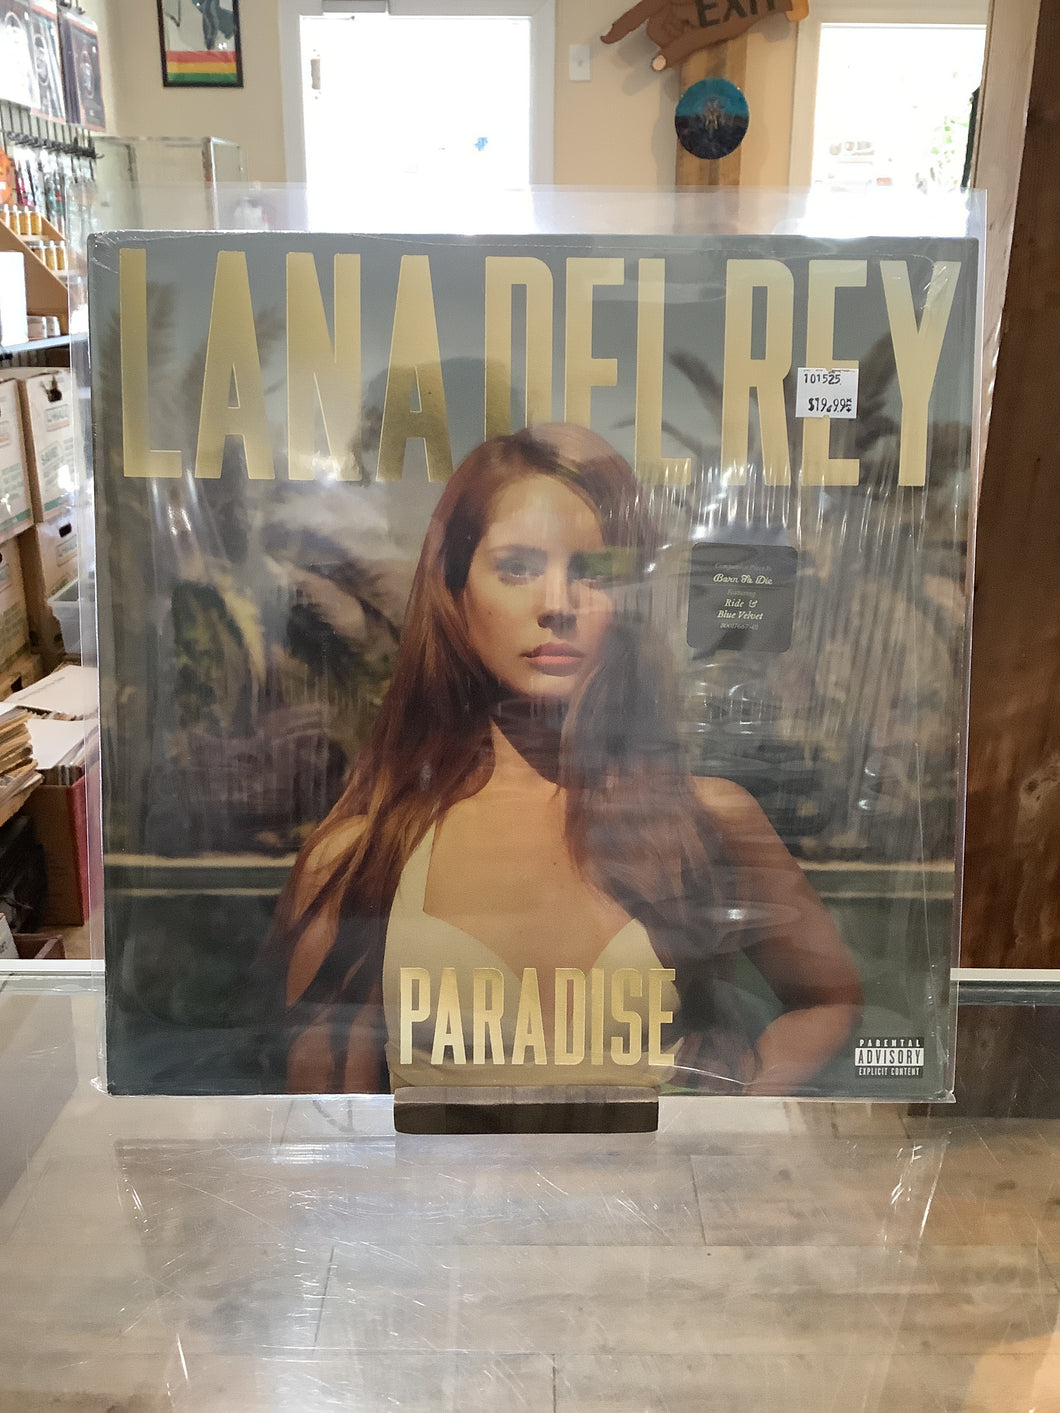 EXIT
LANA DEL REY
101525
$19.99
Companion Piece to
Born To Die
Featuring
Ride &
Blue Velvet
PARADISE
PARENTAL
ADVISORY
EXPLICIT CONTENT